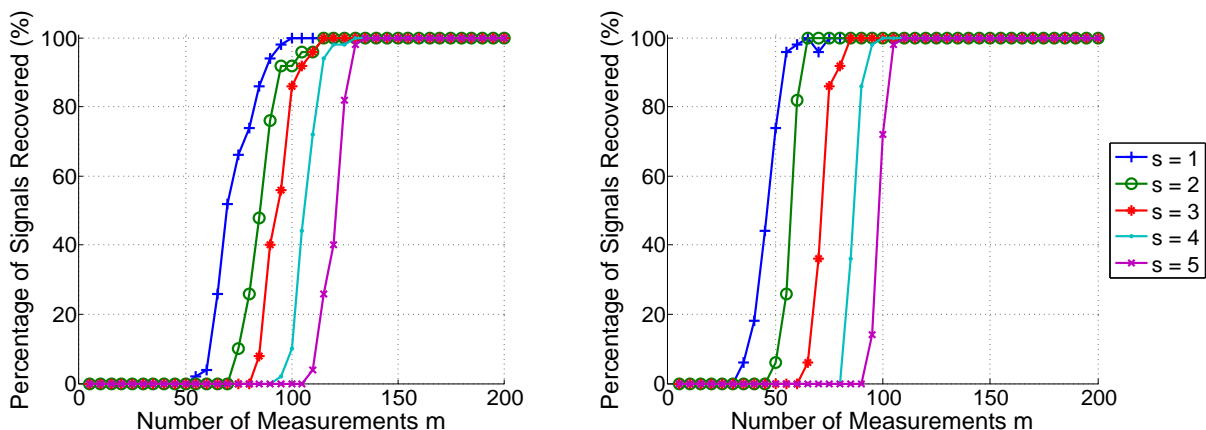 100
80
60
40
20
0
0
50
100
150
200
Percentage of Signals Recovered (%)
Number of Measurements m
100
80
60
40
20
0
0
50
100
150
200
Percentage of Signals Recovered (%)
Number of Measurements m
s = 1
s = 2
s = 3
s = 4
s = 5